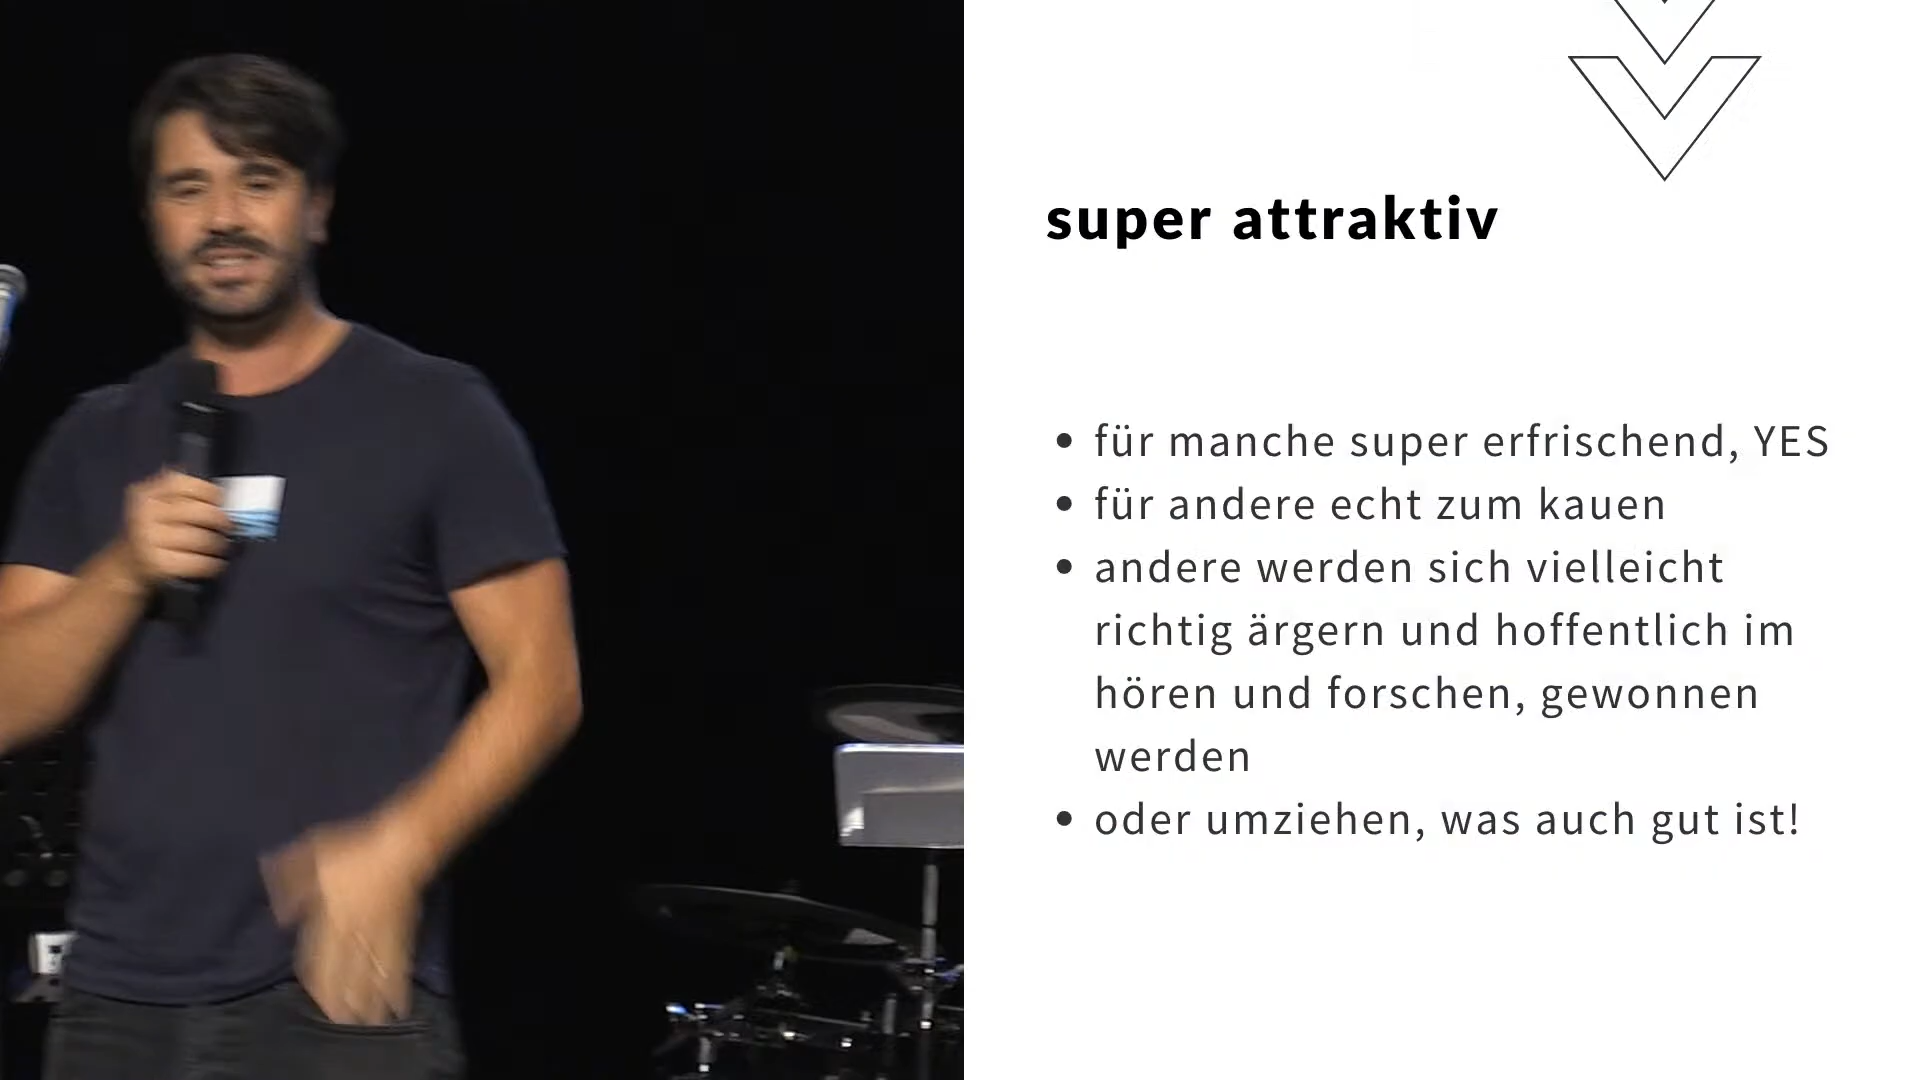 super attraktiv
• für manche super erfrischend, YES
• für andere echt zum kauen
• andere werden sich vielleicht
richtig ärgern und hoffentlich im
hören und forschen, gewonnen
werden
• oder umziehen, was auch gut ist!